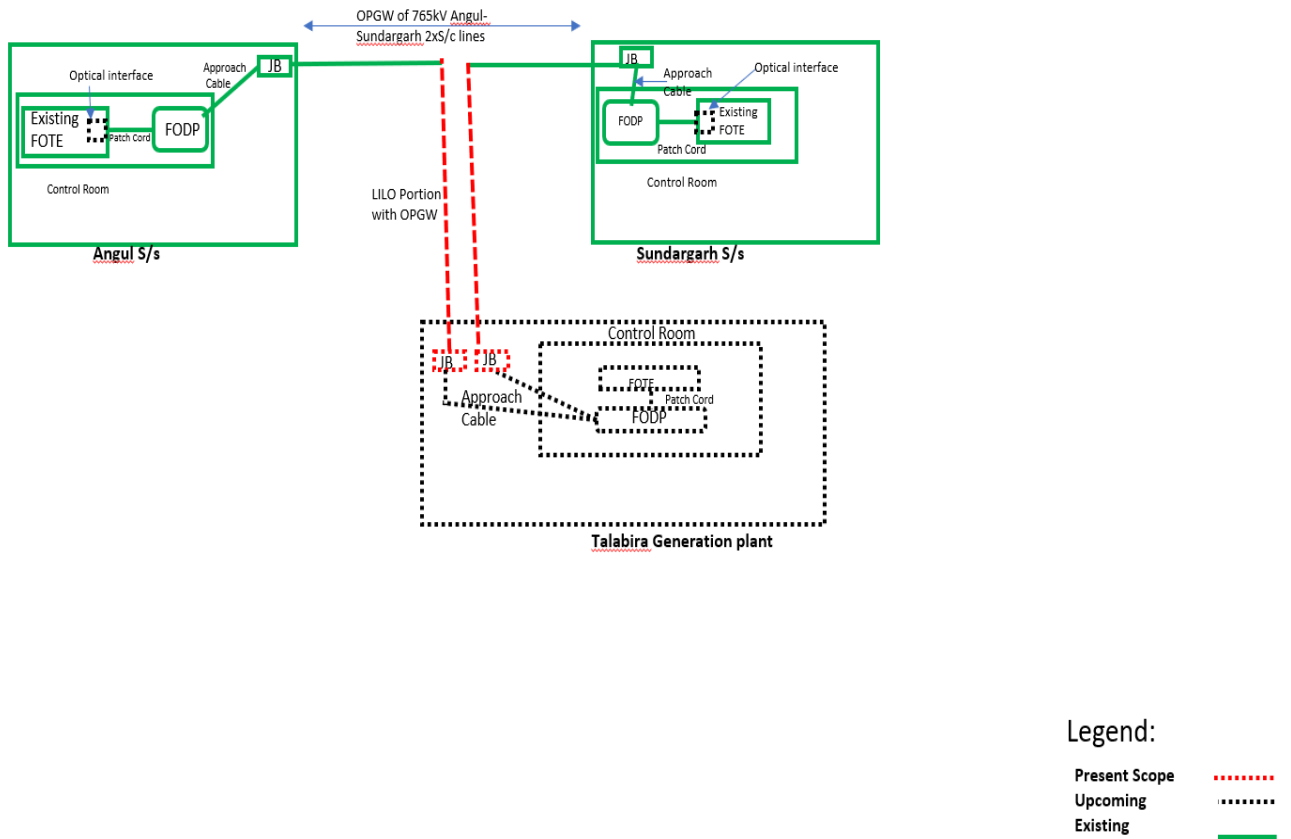 OPGW of 765kV Angul-
Sundargarh 2xS/c lines
JB
Approach
Cable
Optical interface
Existing
FOTE
Patch Cord
FODP
Control Room
Angul S/s
JB
Approach
Cable
Optical interface
FODP
Existing
FOTE
Patch Cord
Control Room
Sundargarh S/s
LILO Portion
with OPGW
Control Room
JB
JB
Approach
Cable
FOTE
Patch Cord
FODP
Talabira Generation plant
Legend:
Present Scope
Upcoming
Existing